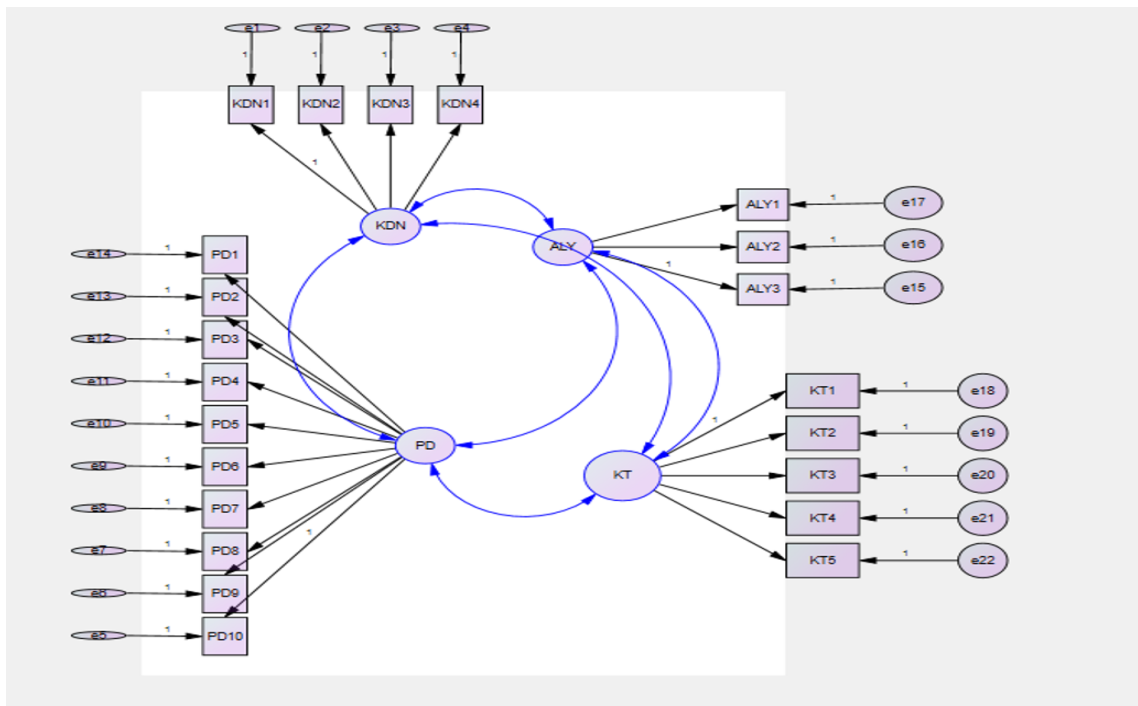 e1 e2 e3 e4
1 1 1 1
KDN1 KDN2 KDN3 KDN4
1
KDN
ALY
ALY1 1 e17
ALY2 1 e16
1
ALY3 1 e15
e14 1 PD1
e13 1 PD2
e12 1 PD3
e11 1 PD4
e10 1 PD5
e9 1 PD6
e8 1 PD7
e7 1 PD8
e6 1 PD9
e5 1 PD10
1
PD
KT
1
KT1 1 e18
KT2 1 e19
KT3 1 e20
KT4 1 e21
KT5 1 e22